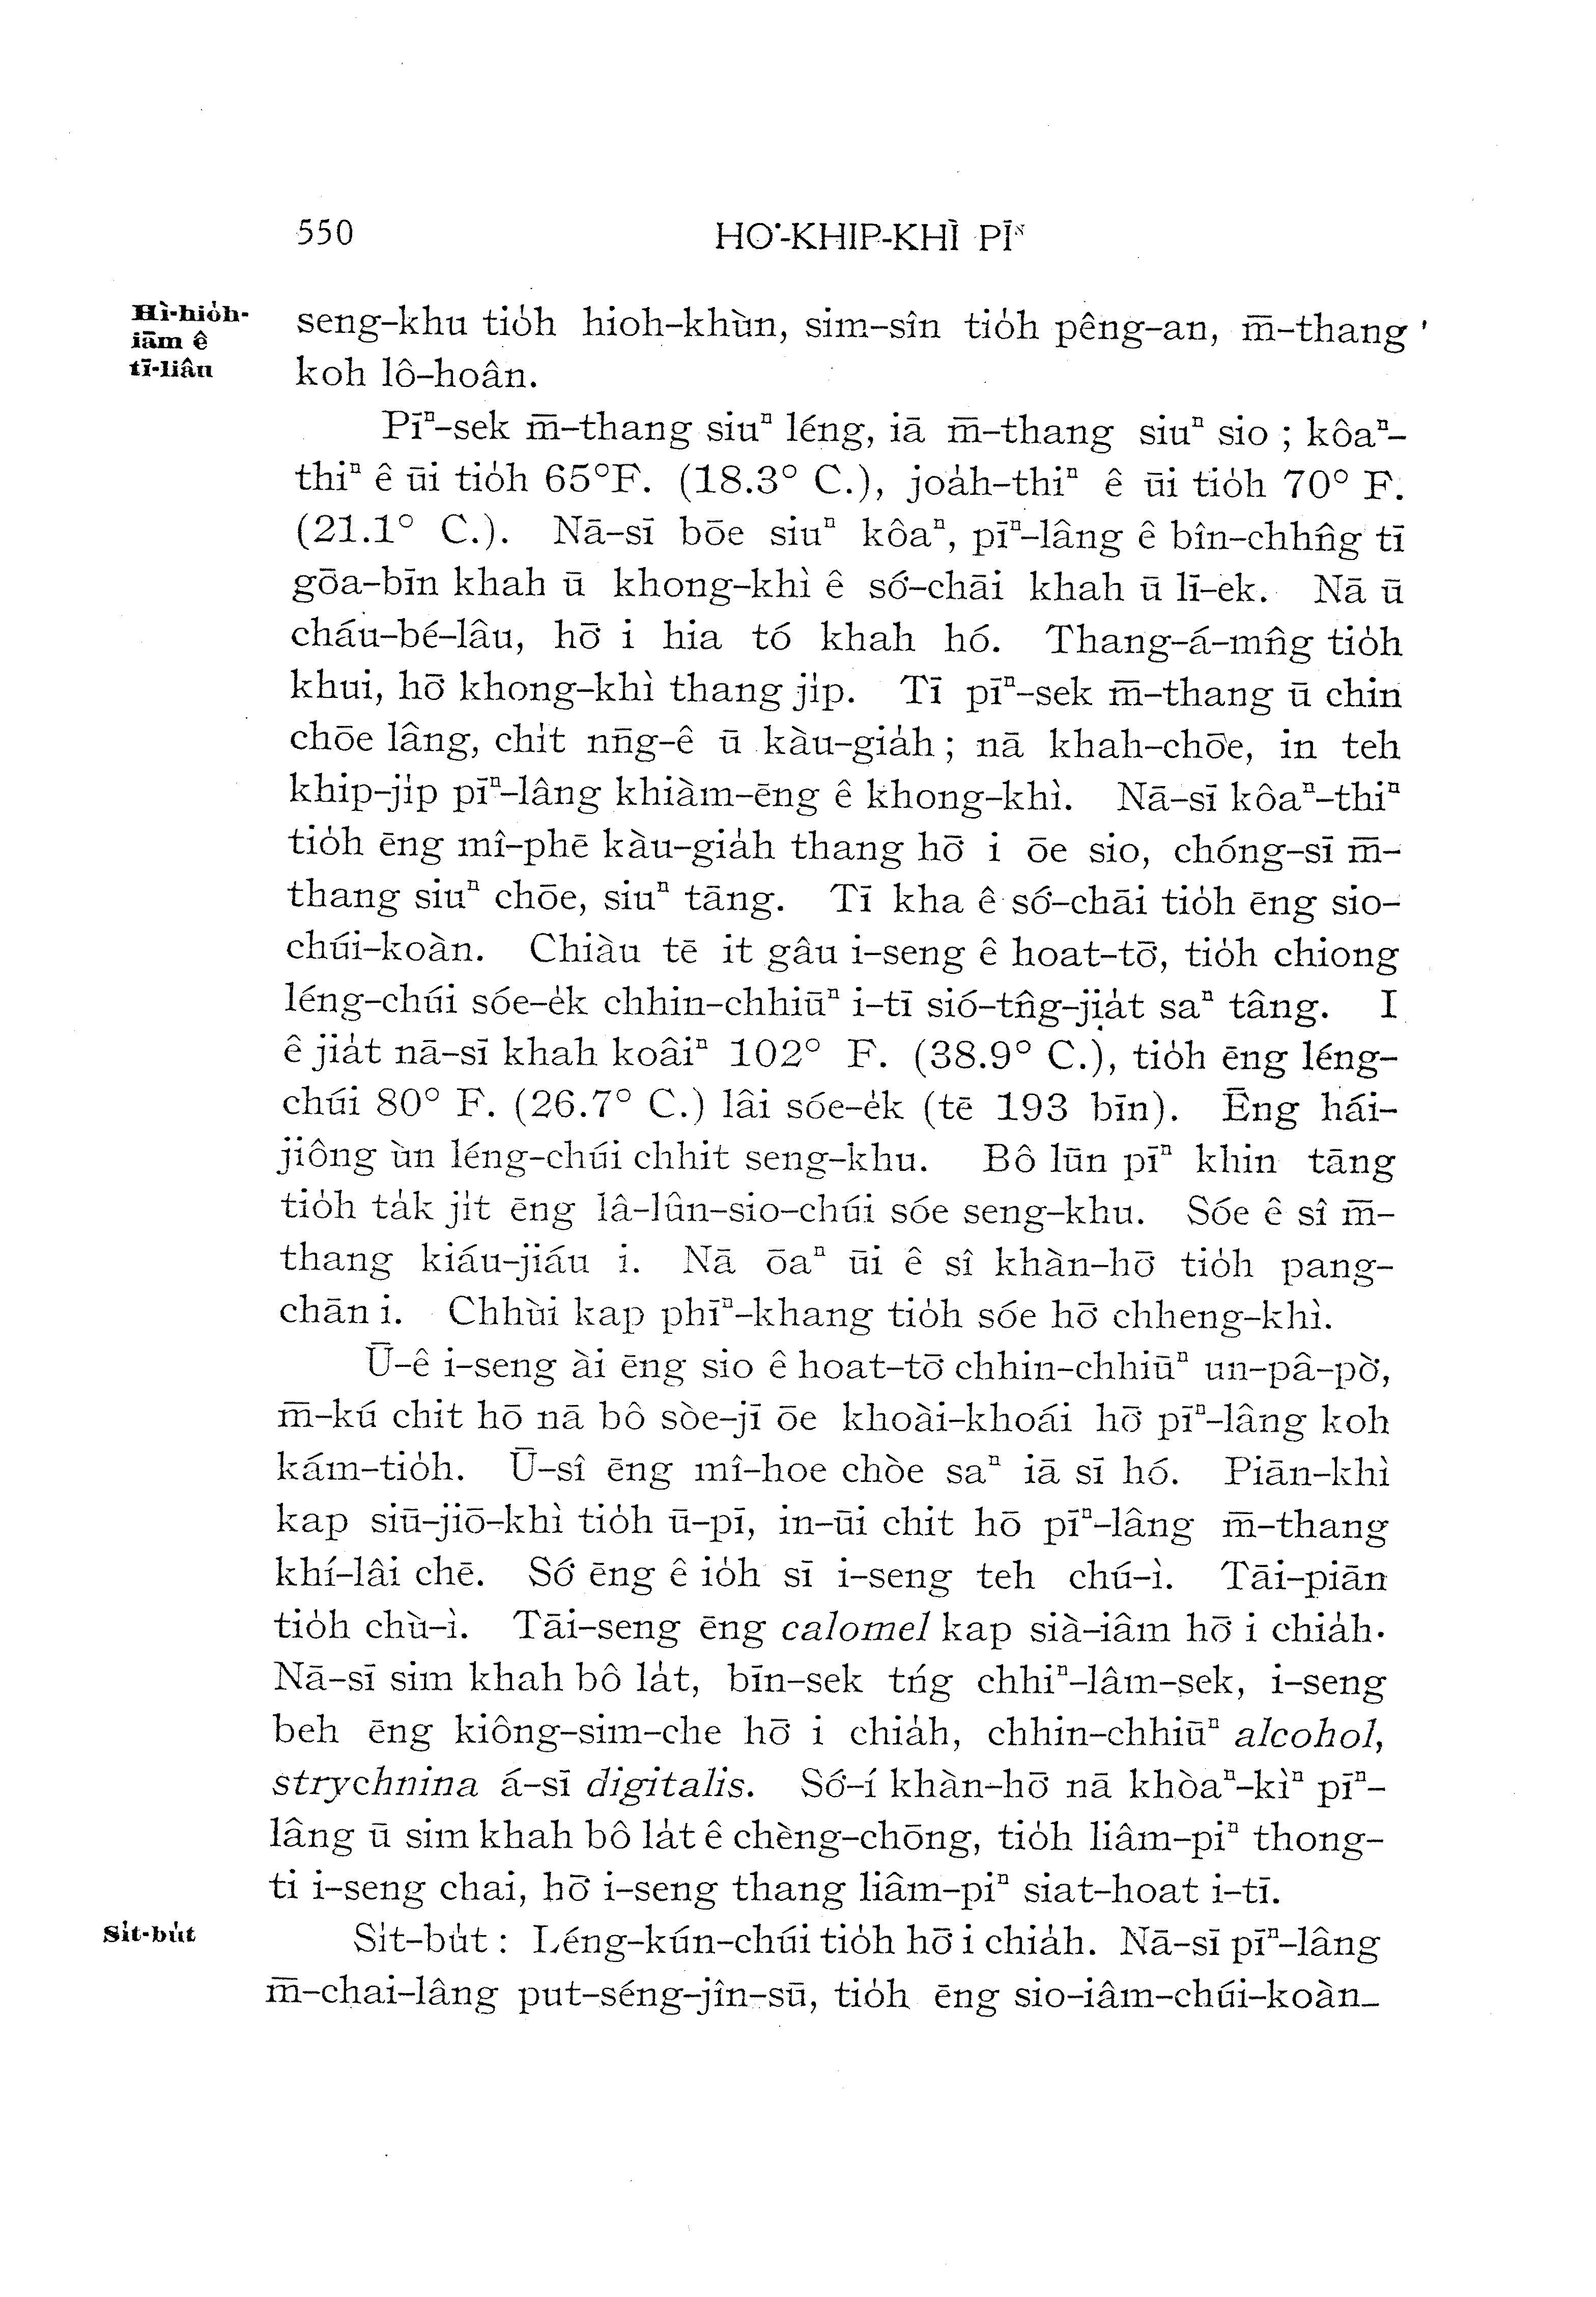 550 HO͘-KHIP-KHÌ PĪᴺ
Hì-hio̍h-
iām ê
tī-liâu
seng-khu tio̍h hioh-khùn, sim-sîn tio̍h pêng-an, m̄-thang
koh lô-hoân.
Pīⁿ-sek m̄-thang siuⁿ léng, iā m̄-thang siuⁿ sio ; kôaⁿ-
thiⁿ ê ūi tio̍h 65°F. (18.3° C.), joa̍h-thiⁿ ê ūi tio̍h 70° F.
(21.1° C.). Nā-sī bōe siuⁿ kôaⁿ, pīⁿ-lâng ê bîn-chhn̂g tī
gōa-bīn khah ū khong-khì ê só͘-chāi khah ū lī-ek. Nā ū
cháu-bé-lâu, hō͘ i hia tó khah hó. Thang-á-mn̂g tio̍h
khui, hō͘ khong-khì thang ji̍p. Tī pīⁿ-sek m̄-thang ū chin
chōe lâng, chi̍t nn̄g-ê ū kàu-gia̍h ; nā khah-chōe, in teh
khip-ji̍p pīⁿ-lâng khiàm-ēng ê khong-khì. Nā-sī kôaⁿ-thiⁿ
tio̍h ēng mî-phē kàu-gia̍h thang hō͘ i ōe sio, chóng-sī m̄-
thang siuⁿ chōe, siuⁿ tāng. Tī kha ê só͘-chāi tio̍h ēng sio-
chúi-koàn. Chiàu tē it gâu i-seng ê hoat-tō͘, tio̍h chiong
léng-chúi sóe-e̍k chhin-chhiūⁿ i-tī sió-tn̂g-jia̍t saⁿ tâng. I
ê jia̍t nā-sī khah koâiⁿ 102° F. (38.9° C.), tio̍h ēng léng-
chúi 80° F. (26.7° C.) lâi sóe-e̍k (tē 193 bīn). Ēng hái-
jiông ùn léng-chúi chhit seng-khu. Bô lūn pīⁿ khin tāng
tio̍h ta̍k ji̍t ēng lâ-lûn-sio-chúi sóe seng-khu. Sóe ê sî m̄-
thang kiáu-jiáu i. Nā ōaⁿ ūi ê sî khàn-hō͘ tio̍h pang-
chān i. Chhùi kap phīⁿ-khang tio̍h sóe hō͘ chheng-khì.
Ū-ê i-seng ài ēng sio ê hoat-tō͘ chhin-chhiūⁿ un-pâ-pò͘,
m̄-kú chit hō nā bô sòe-jī ōe khoài-khoái hō͘ pīⁿ-lâng koh
kám-tio̍h. Ū-sî ēng mî-hoe chòe saⁿ iā sī hó. Piān-khì
kap siū-jiō-khì tio̍h ū-pī, in-ūi chit hō pīⁿ-lâng m̄-thang
khí-lâi chē. Só͘ ēng ê io̍h sī i-seng teh chú-ì. Tāi-piān
tio̍h chù-ì. Tāi-seng ēng calomel kap sià-iâm hō͘ i chia̍h.
Nā-sī sim khah bô la̍t, bīn-sek tńg chhiⁿ-lâm-sek, i-seng
beh ēng kiông-sim-che hō͘ i chia̍h, chhin-chhiūⁿ alcohol,
strychnina á-sī digitalis. Só͘-í khàn-hō͘ nā khòaⁿ-kìⁿ pīⁿ-
lâng ū sim khah bô la̍t ê chèng-chōng, tio̍h liâm-piⁿ thong-
ti i-seng chai, hō͘ i-seng thang liâm-piⁿ siat-hoat i-tī.
Si̍t-bu̍t
Si̍t-bu̍t : Léng-kún-chúi tio̍h hō͘ i chia̍h. Nā-sī pīⁿ-lâng
m̄-chai-lâng put-séng-jîn-sū, tio̍h ēng sio-iâm-chúi-koàn-